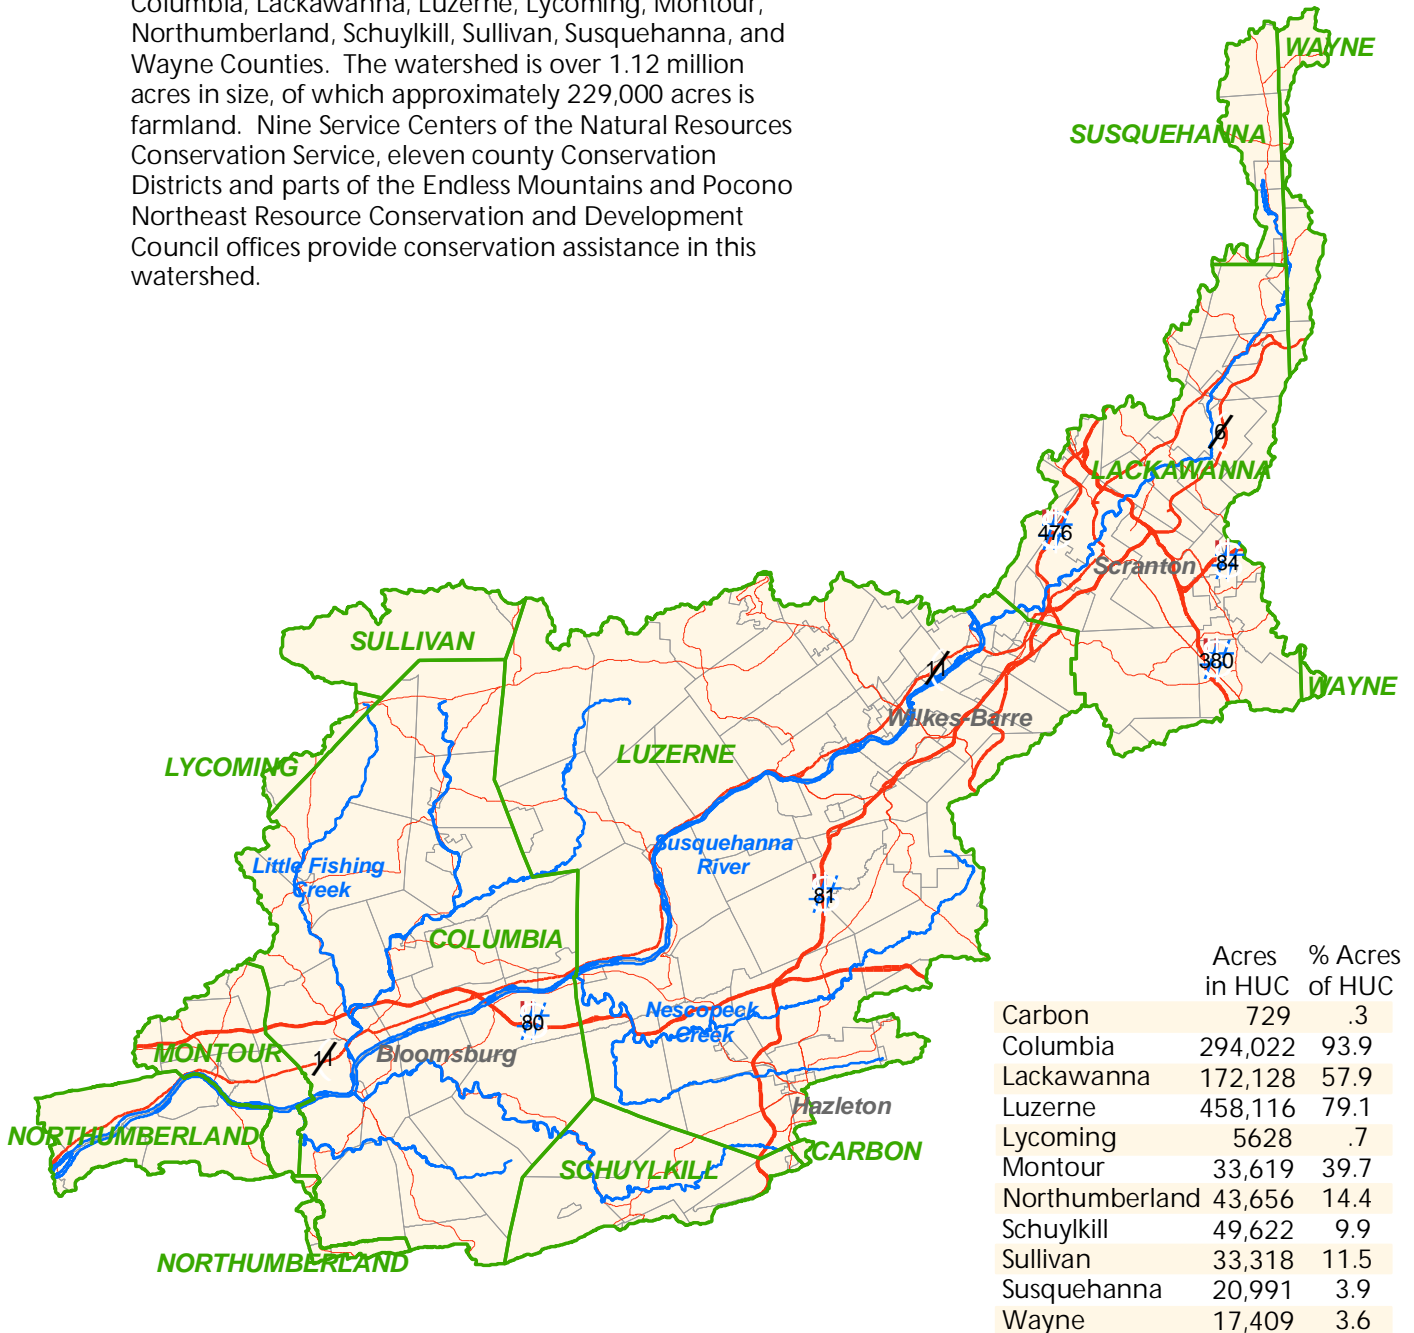 Columbia, Lackawanna, Luzerne, Lycoming, Montour,
Northumberland, Schuylkill, Sullivan, Susquehanna, and
Wayne Counties. The watershed is over 1.12 million
acres in size, of which approximately 229,000 acres is
farmland. Nine Service Centers of the Natural Resources
Conservation Service, eleven county Conservation
Districts and parts of the Endless Mountains and Pocono
Northeast Resource Conservation and Development
Council offices provide conservation assistance in this
watershed.
WAYNE
SUSQUEHANNA
6
LACKAWANNA
476
Scranton
84
SULLIVAN
11
380
WAYNE
Wilkes-Barre
LUZERNE
LYCOMING
Susquehanna
River
Little Fishing
Creek
81
COLUMBIA
Nescopeck
Creek
80
MONTOUR
11
Bloomsburg
Hazleton
NORTHUMBERLAND
CARBON
SCHUYLKILL
NORTHUMBERLAND
Acres % Acres
in HUC of HUC
Carbon 729 .3
Columbia 294,022 93.9
Lackawanna 172,128 57.9
Luzerne 458,116 79.1
Lycoming 5628 .7
Montour 33,619 39.7
Northumberland 43,656 14.4
Schuylkill 49,622 9.9
Sullivan 33,318 11.5
Susquehanna 20,991 3.9
Wayne 17,409 3.6